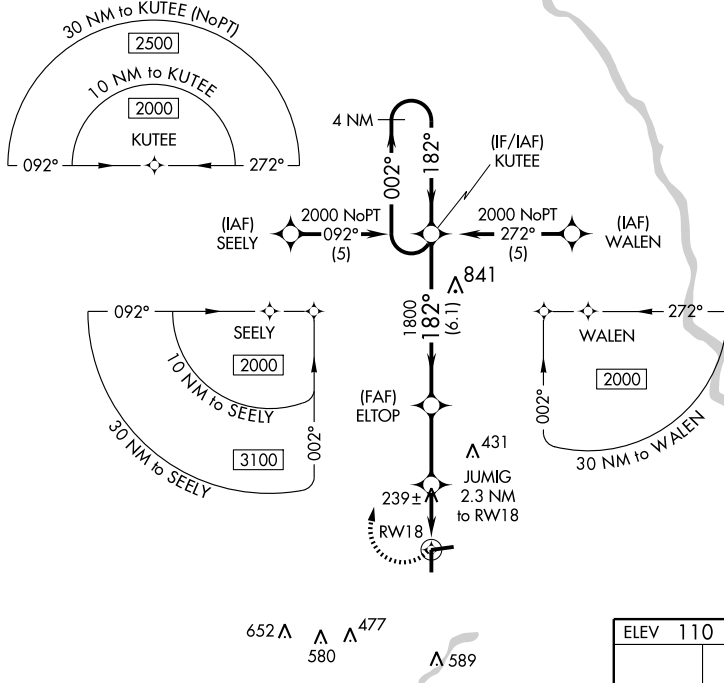 30 NM to KUTEE (NoPT)
2500
10 NM to KUTEE
2000
KUTEE
092°
272°
4 NM
002°
182°
(IF/IAF)
KUTEE
(IAF)
SEELY
2000 NoPT
092°
(5)
2000 NoPT
272°
(5)
(IAF)
WALEN
841
1800
182°
(6.1)
092°
SEELY
2000
10 NM to SEELY
3100
30 NM to SEELY
002°
272°
WALEN
2000
002°
30 NM to WALEN
(FAF)
ELTOP
431
JUMIG
2.3 NM
to RW18
239±
RW18
652
580
477
589
ELEV 110